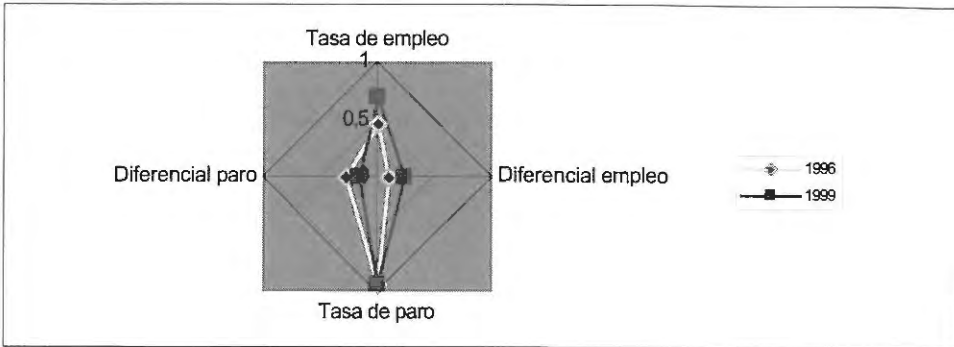 Tasa de empleo
1
0,5
Diferencial paro
Diferencial empleo
Tasa de paro
1996
1999